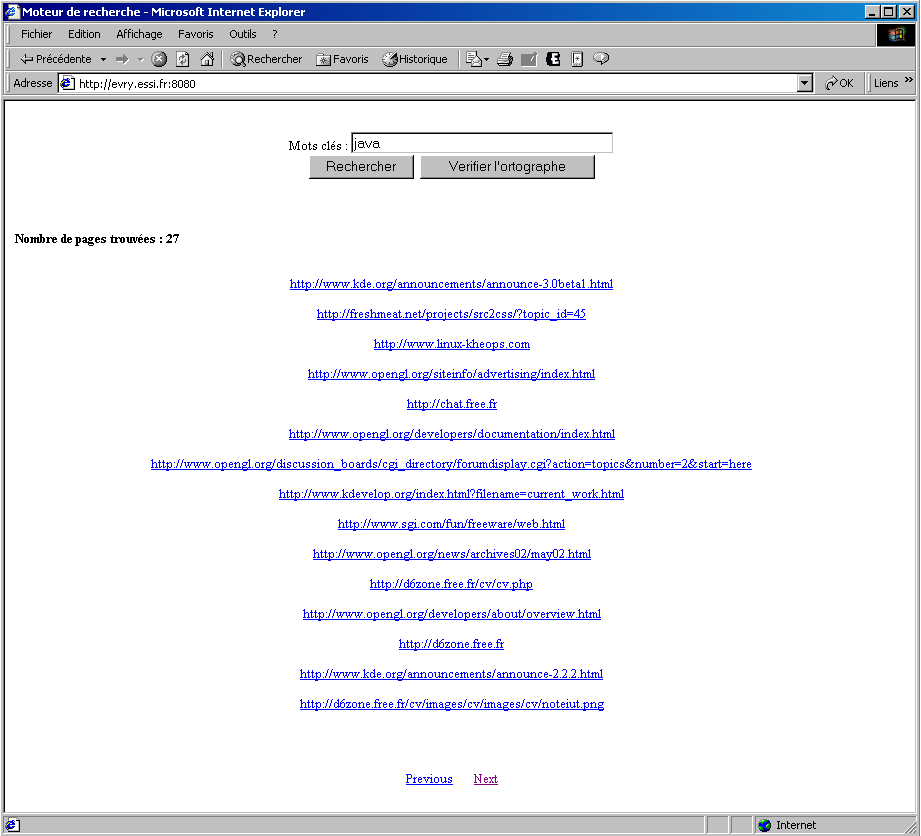 Moteur de recherche - Microsoft Internet Explorer
Fichier Edition Affichage Favoris Outils ?
Précédente Rechercher Favoris Historique
Adresse http://evry.essi.fr:8080 OK Liens »
Mots clés : java
Rechercher Verifier l'ortographe
Nombre de pages trouvées : 27
http://www.kde.org/announcements/announce-3.0beta1.html
http://freshmeat.net/projects/src2css/?topic_id=45
http://www.linux-kheops.com
http://www.opengl.org/siteinfo/advertising/index.html
http://chat.free.fr
http://www.opengl.org/developers/documentation/index.html
http://www.opengl.org/discussion_boards/cgi_directory/forumdisplay.cgi?action=topics&number=2&start=here
http://www.kdevelop.org/index.html?filename=current_work.html
http://www.sgi.com/fun/freeware/web.html
http://www.opengl.org/news/archives02/may02.html
http://d6zone.free.fr/cv/cv.php
http://www.opengl.org/developers/about/overview.html
http://d6zone.free.fr
http://www.kde.org/announcements/announce-2.2.2.html
http://d6zone.free.fr/cv/images/cv/images/cv/noteiut.png
Previous Next
Internet